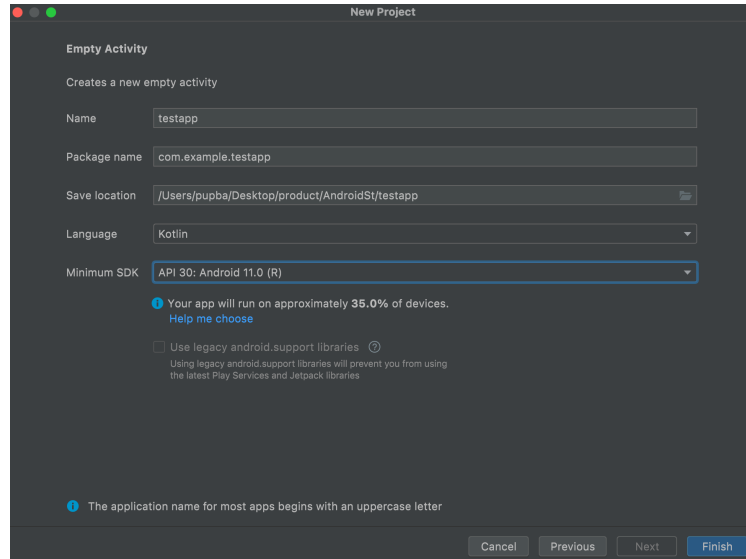 New Project
Empty Activity
Creates a new empty activity
Name testapp
Package name com.example.testapp
Save location /Users/pupba/Desktop/product/AndroidSt/testapp
Language Kotlin
Minimum SDK API 30: Android 11.0 (R)
Your app will run on approximately 35.0% of devices.
Help me choose
Use legacy android.support libraries
Using legacy android.support libraries will prevent you from using
the latest Play Services and Jetpack libraries
The application name for most apps begins with an uppercase letter
Cancel Previous Next Finish